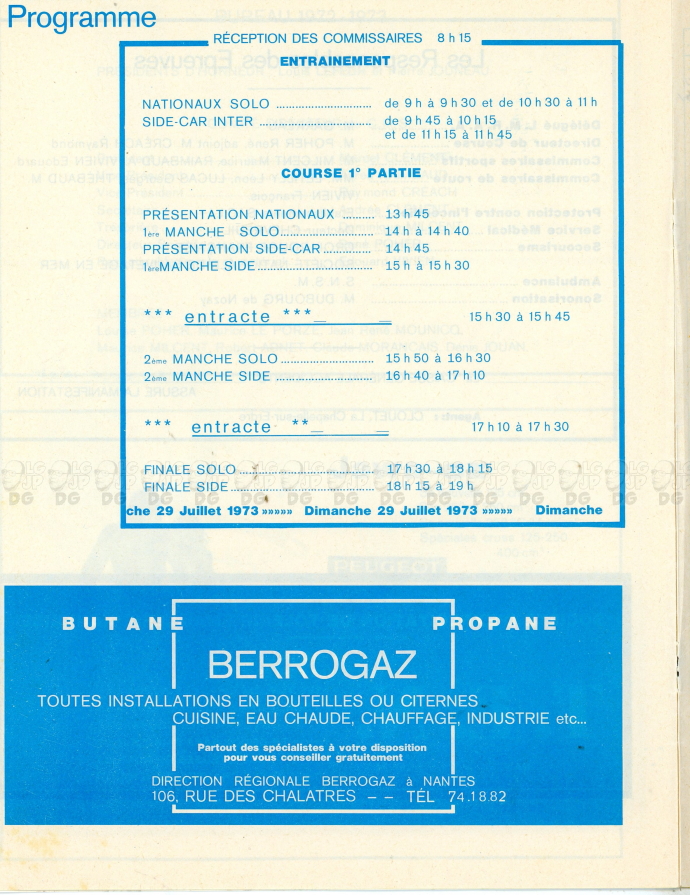 Programme
RÉCEPTION DES COMMISSAIRES 8 h 15
ENTRAINEMENT
NATIONAUX SOLO .............................. de 9 h à 9 h 30 et de 10 h 30 à 11 h
SIDE-CAR INTER .................................. de 9 h 45 à 10 h 15
et de 11 h 15 à 11 h 45
COURSE 1° PARTIE
PRÉSENTATION NATIONAUX .......... 13 h 45
1ère MANCHE SOLO .......................... 14 h à 14 h 40
PRÉSENTATION SIDE-CAR ............... 14 h 45
1ère MANCHE SIDE ................................. 15 h à 15 h 30
*** entracte ***_ _ 15 h 30 à 15 h 45
2ème MANCHE SOLO .......................... 15 h 50 à 16 h 30
2ème MANCHE SIDE ........................... 16 h 40 à 17 h 10
*** entracte **_ _ 17 h 10 à 17 h 30
FINALE SOLO ...................................... 17 h 30 à 18 h 15
FINALE SIDE ......................................... 18 h 15 à 19 h
che 29 Juillet 1973 »»»»» Dimanche 29 Juillet 1973 »»»»» Dimanche
BUTANE PROPANE
BERROGAZ
TOUTES INSTALLATIONS EN BOUTEILLES OU CITERNES
CUISINE, EAU CHAUDE, CHAUFFAGE, INDUSTRIE etc...
Partout des spécialistes à votre disposition
pour vous conseiller gratuitement
DIRECTION RÉGIONALE BERROGAZ à NANTES
106, RUE DES CHALATRES – – TÉL 74.18.82